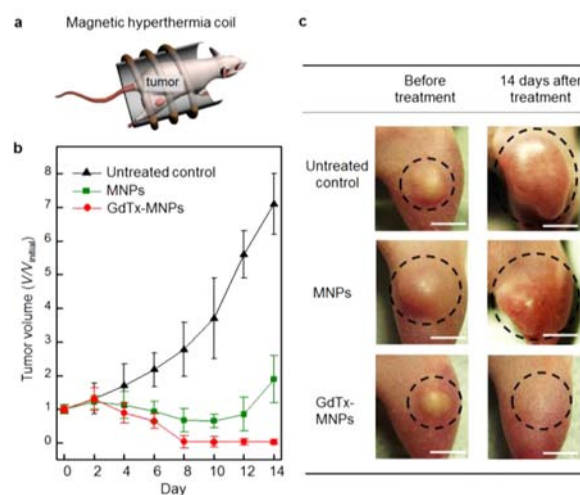 a
Magnetic hyperthermia coil
tumor
b
Untreated control
MNPs
GdTx-MNPs
Tumor volume (V/Vinitial)
8
7
6
5
4
3
2
1
0
0 2 4 6 8 10 12 14
Day
c
Before
treatment
14 days after
treatment
Untreated
control
MNPs
GdTx-
MNPs